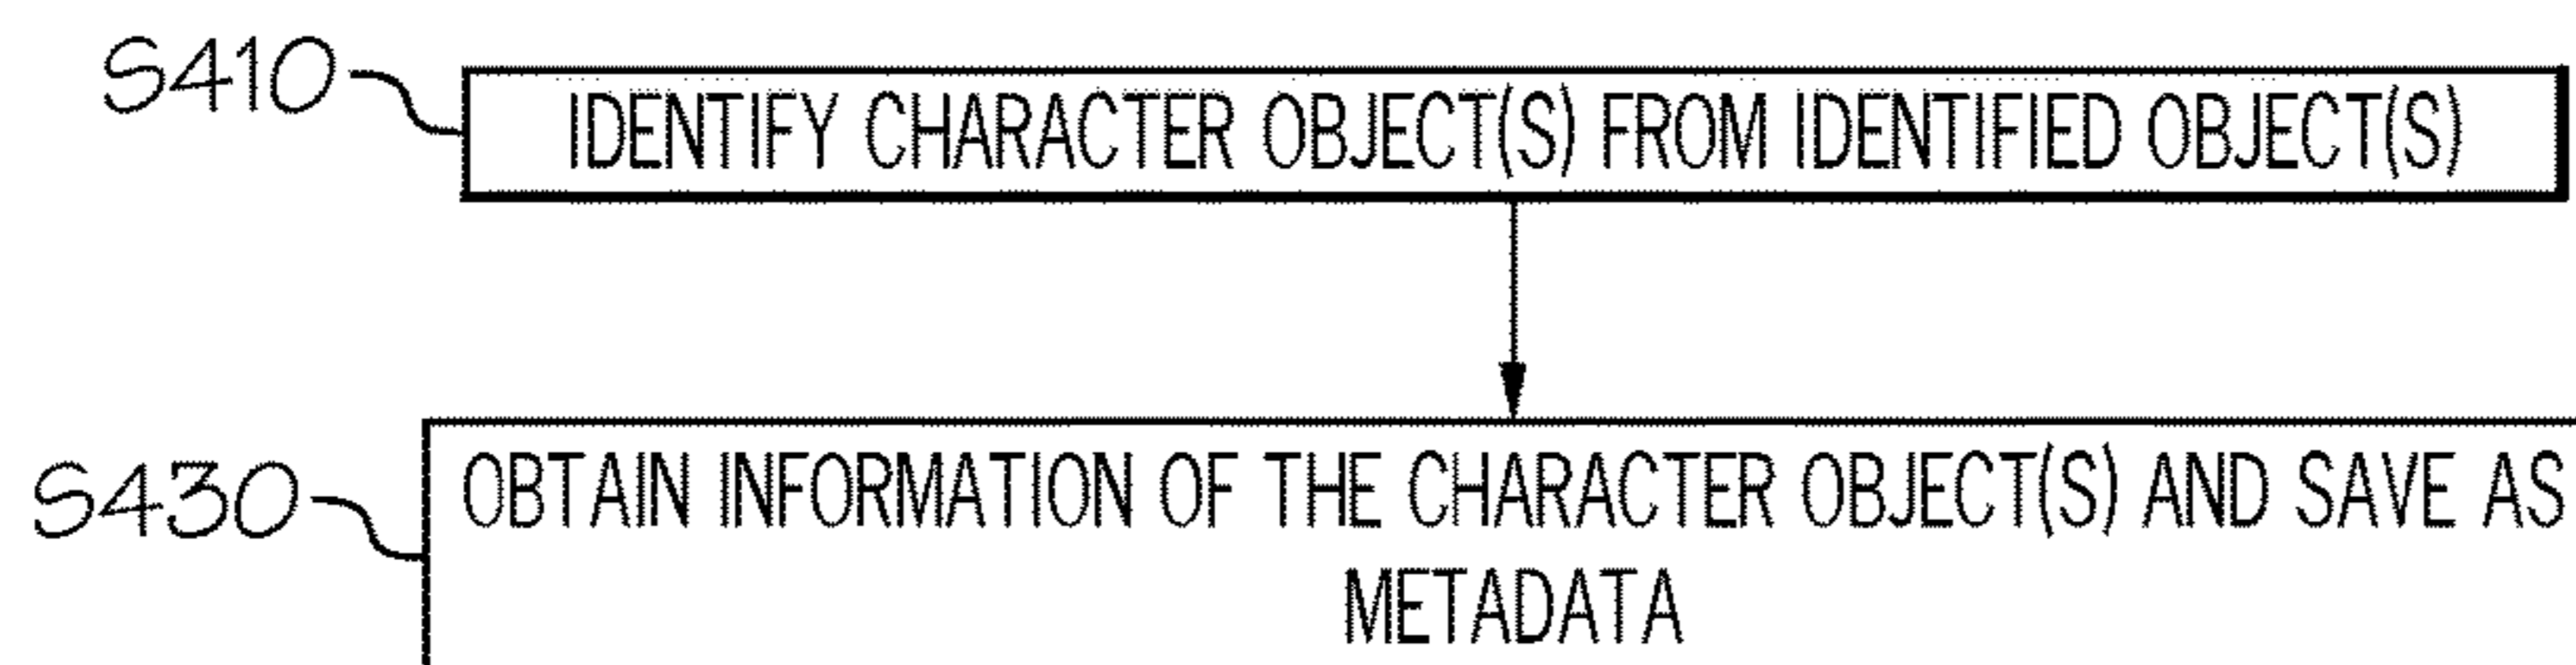 S410
IDENTIFY CHARACTER OBJECT(S) FROM IDENTIFIED OBJECT(S)
S430
OBTAIN INFORMATION OF THE CHARACTER OBJECT(S) AND SAVE AS
METADATA